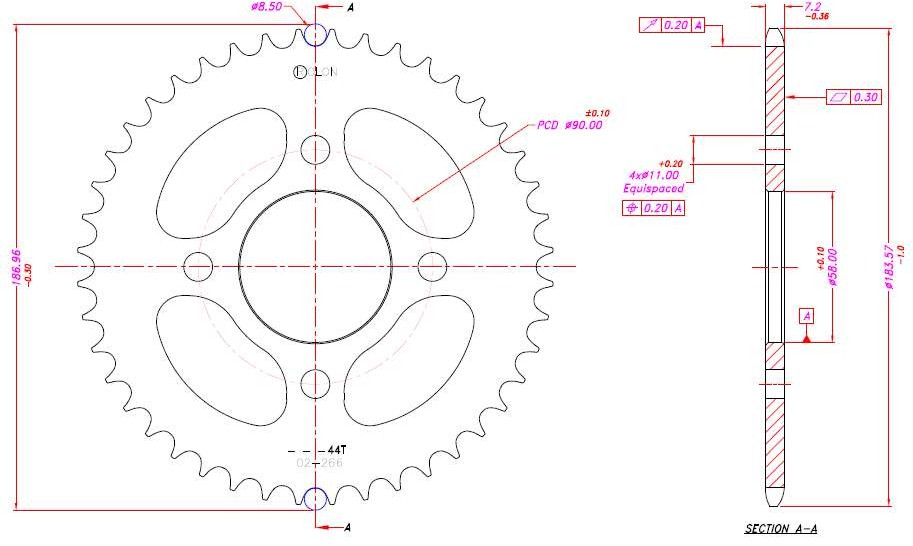 ø8.50
A
ROLON
±0.10
PCD ø90.00
186.96
-0.50
44T
02-266
A
7.2
-0.36
0.20 A
0.30
+0.20
4xø11.00
Equispaced
0.20 A
+0.10
ø58.00
ø183.57
-1.0
A
SECTION A-A